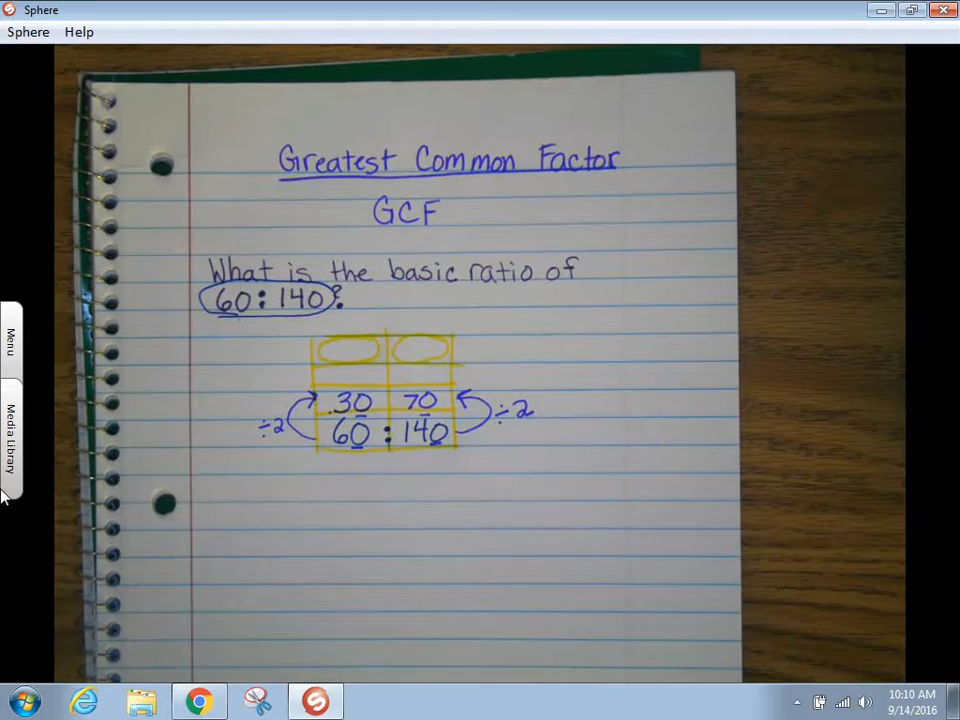 Sphere
Sphere Help
Greatest Common Factor
GCF
What is the basic ratio of
60:140?
30 70
÷2 ÷2
60 : 140
Menu
Media Library
10:10 AM
9/14/2016